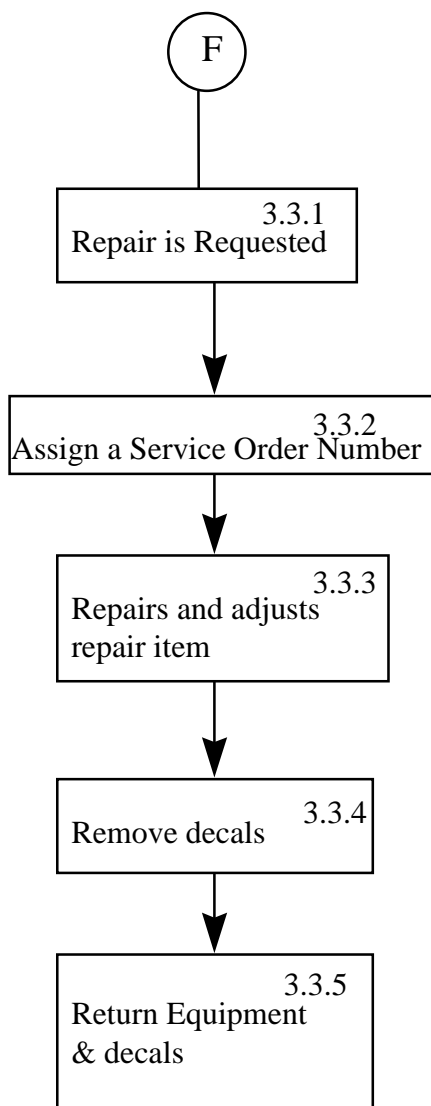 F
3.3.1
Repair is Requested
3.3.2
Assign a Service Order Number
3.3.3
Repairs and adjusts
repair item
3.3.4
Remove decals
3.3.5
Return Equipment
& decals